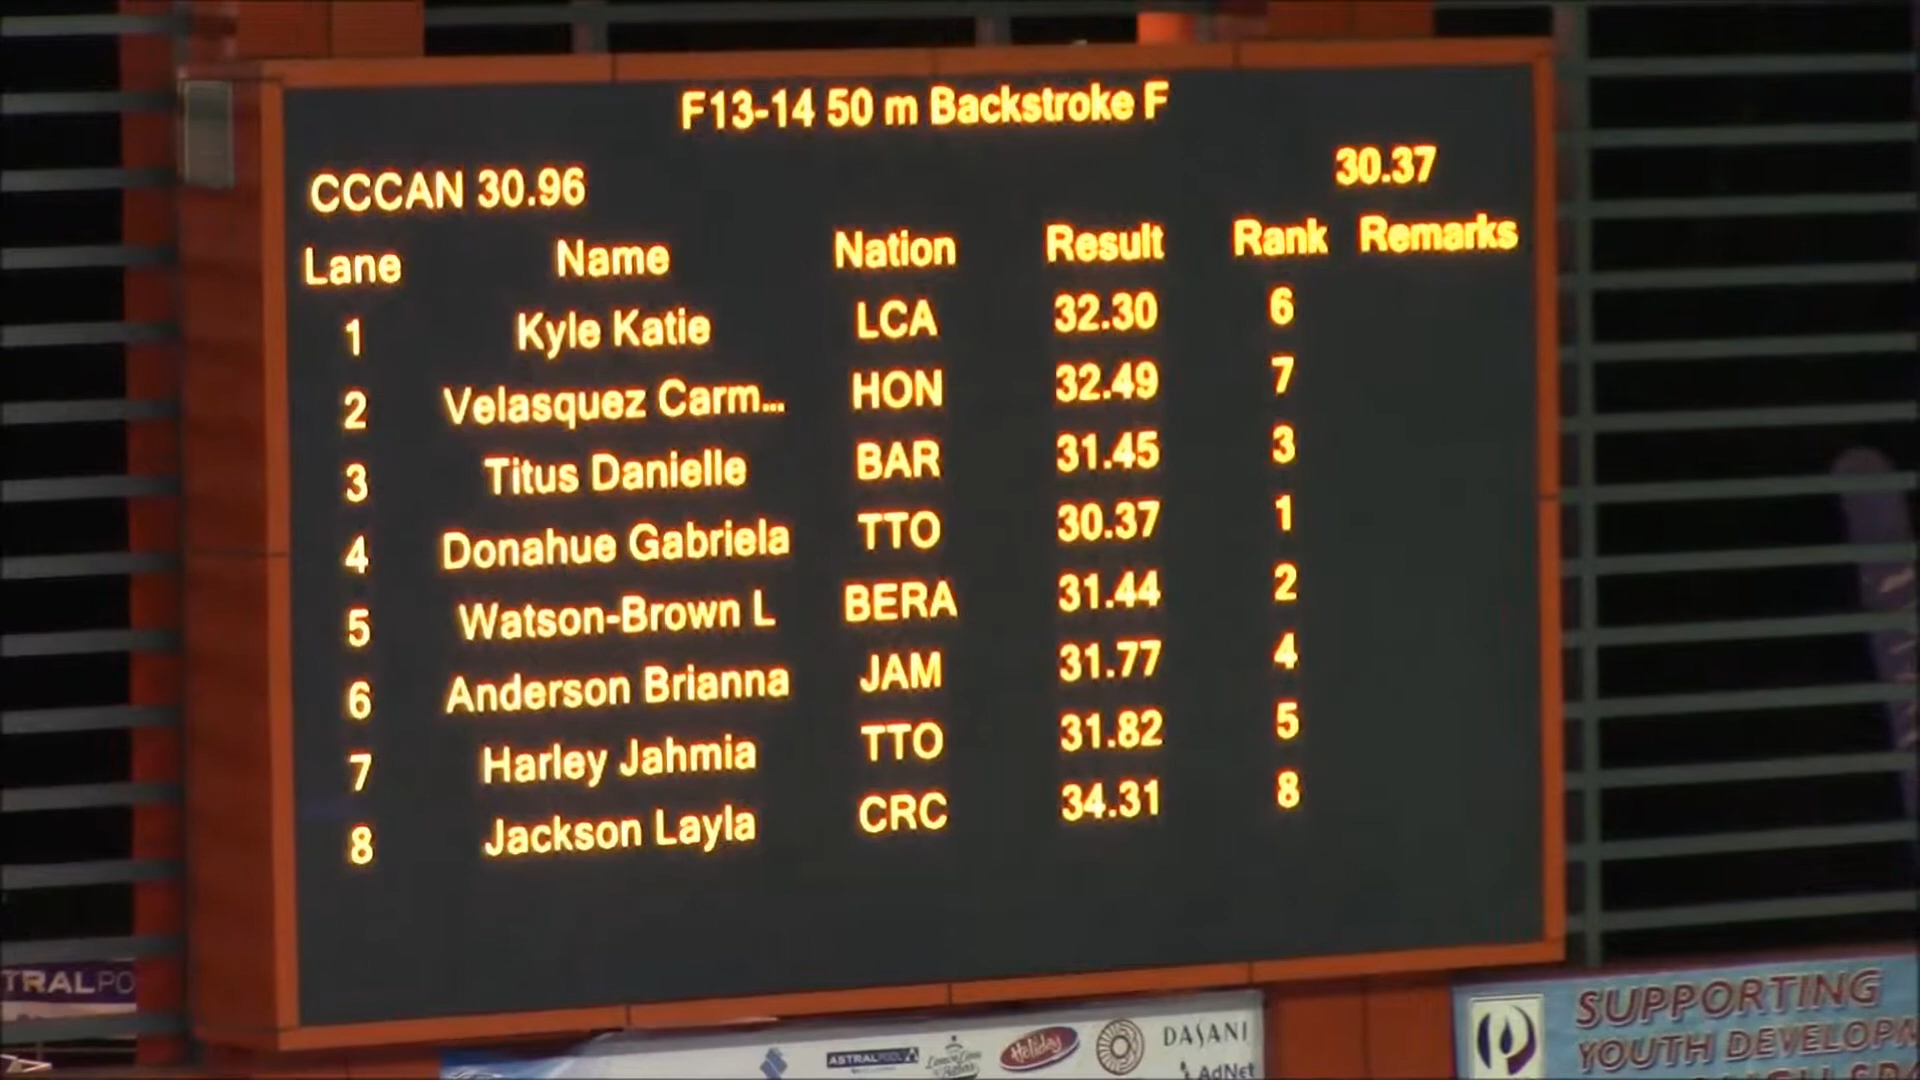 F13-14 50 m Backstroke F
CCCAN 30.96 30.37
Lane Name Nation Result Rank Remarks
1 Kyle Katie LCA 32.30 6
2 Velasquez Carm... HON 32.49 7
3 Titus Danielle BAR 31.45 3
4 Donahue Gabriela TTO 30.37 1
5 Watson-Brown L BERA 31.44 2
6 Anderson Brianna JAM 31.77 4
7 Harley Jahmia TTO 31.82 5
8 Jackson Layla CRC 34.31 8
TRALPO
ASTRALPOOL
Holiday
DASANI
AdNet
SUPPORTING
YOUTH DEVELOPM